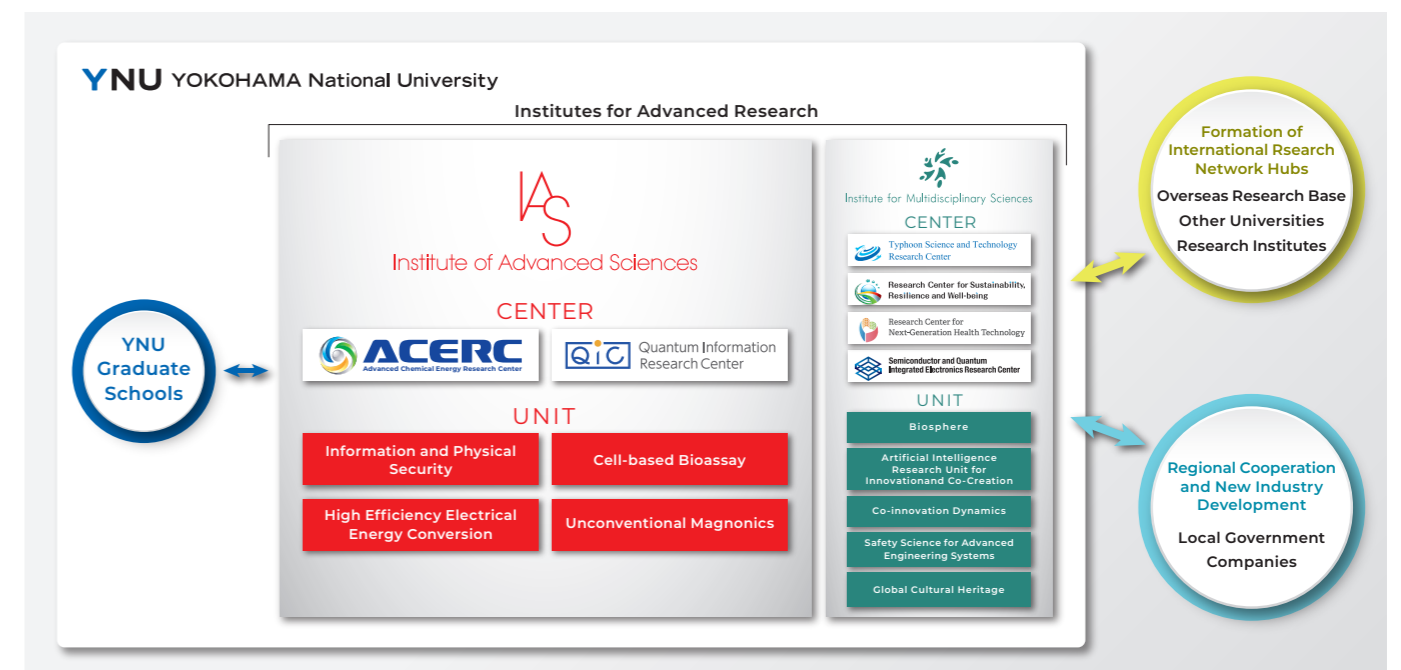 YNU YOKOHAMA National University
Institutes for Advanced Research
IAS
Institute of Advanced Sciences
CENTER
ACERC
Advanced Chemical Energy Research Center
QiC
Quantum Information
Research Center
UNIT
Information and Physical
Security
Cell-based Bioassay
High Efficiency Electrical
Energy Conversion
Unconventional Magnonics
Institute for Multidisciplinary Sciences
CENTER
Typhoon Science and Technology
Research Center
Research Center for Sustainability,
Resilience and Well-being
Research Center for
Next-Generation Health Technology
Semiconductor and Quantum
Integrated Electronics Research Center
UNIT
Biosphere
Artificial Intelligence
Research Unit for
Innovationand Co-Creation
Co-innovation Dynamics
Safety Science for Advanced
Engineering Systems
Global Cultural Heritage
YNU
Graduate
Schools
Formation of
International Rsearch
Network Hubs
Overseas Research Base
Other Universities
Research Institutes
Regional Cooperation
and New Industry
Development
Local Government
Companies